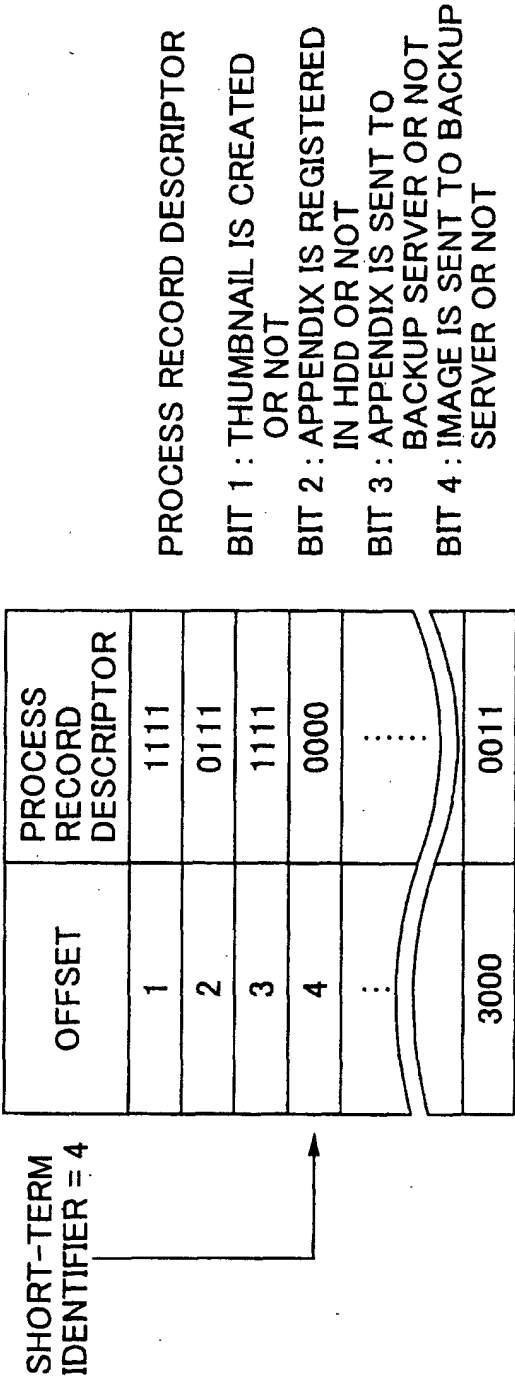 SHORT-TERM
IDENTIFIER = 4
OFFSET
PROCESS
RECORD
DESCRIPTOR
1
1111
2
0111
3
1111
4
0000
:
......
3000
0011
PROCESS RECORD DESCRIPTOR
BIT 1 : THUMBNAIL IS CREATED
OR NOT
BIT 2 : APPENDIX IS REGISTERED
IN HDD OR NOT
BIT 3 : APPENDIX IS SENT TO
BACKUP SERVER OR NOT
BIT 4 : IMAGE IS SENT TO BACKUP
SERVER OR NOT